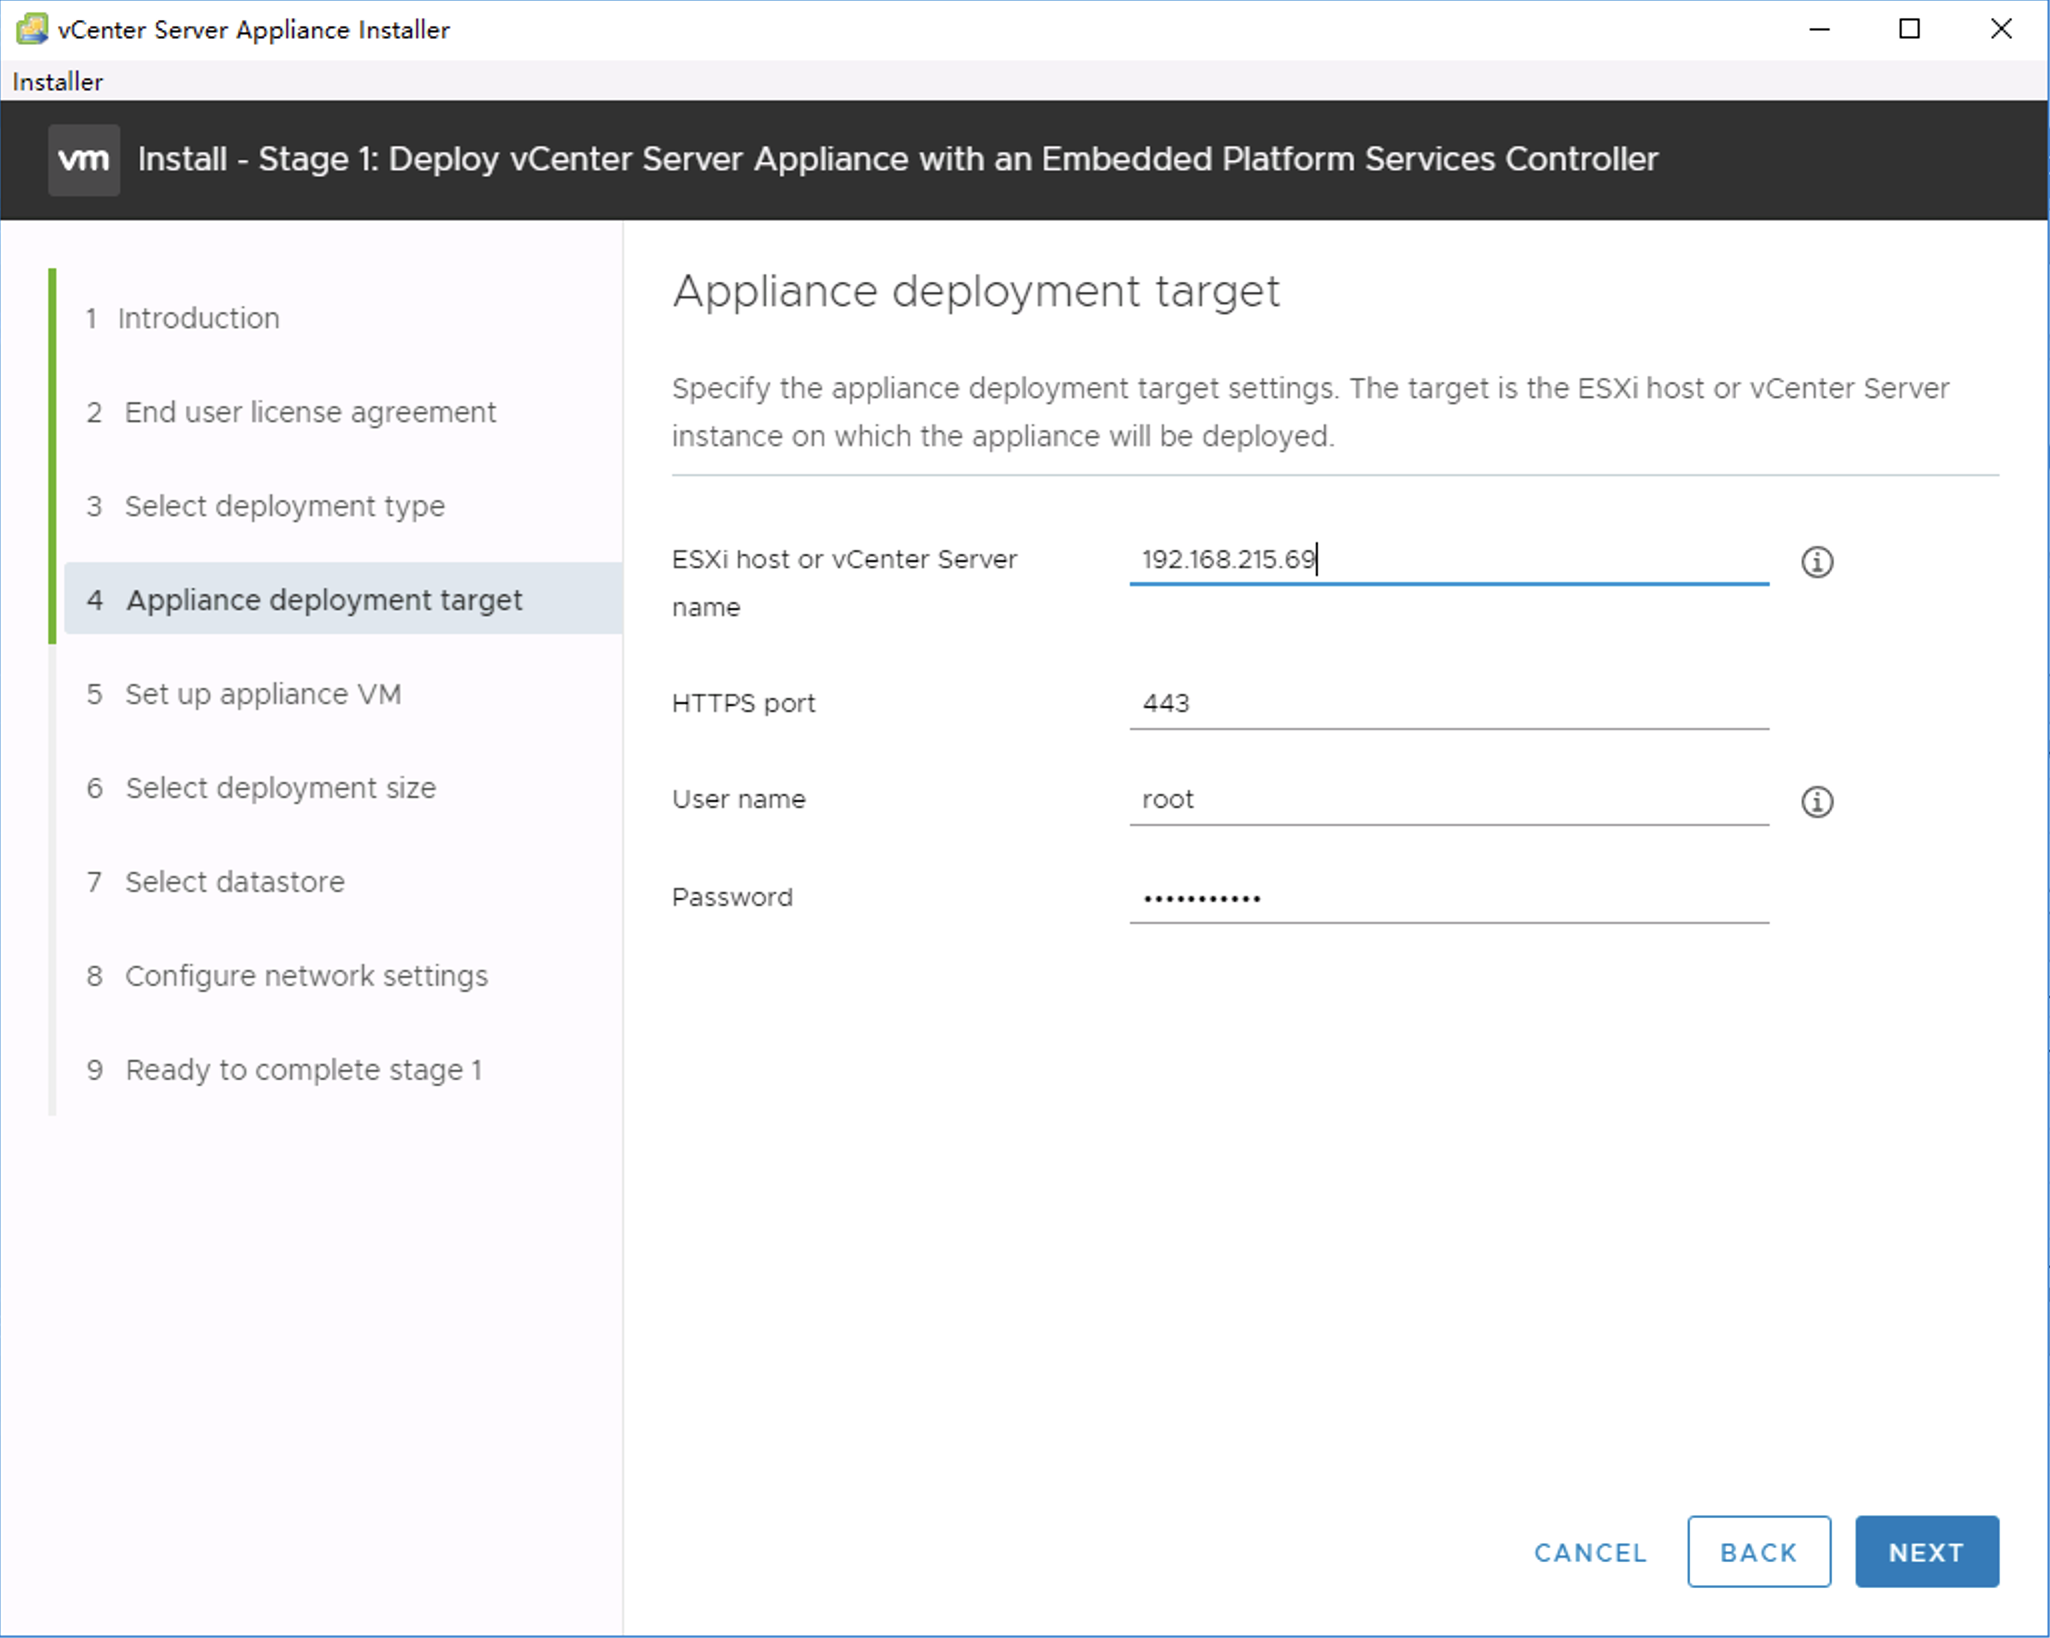 vCenter Server Appliance Installer
Installer
vm Install - Stage 1: Deploy vCenter Server Appliance with an Embedded Platform Services Controller
1 Introduction
2 End user license agreement
3 Select deployment type
4 Appliance deployment target
5 Set up appliance VM
6 Select deployment size
7 Select datastore
8 Configure network settings
9 Ready to complete stage 1
Appliance deployment target
Specify the appliance deployment target settings. The target is the ESXi host or vCenter Server
instance on which the appliance will be deployed.
ESXi host or vCenter Server 192.168.215.69
name
HTTPS port 443
User name root
Password •••••••••••
CANCEL BACK NEXT